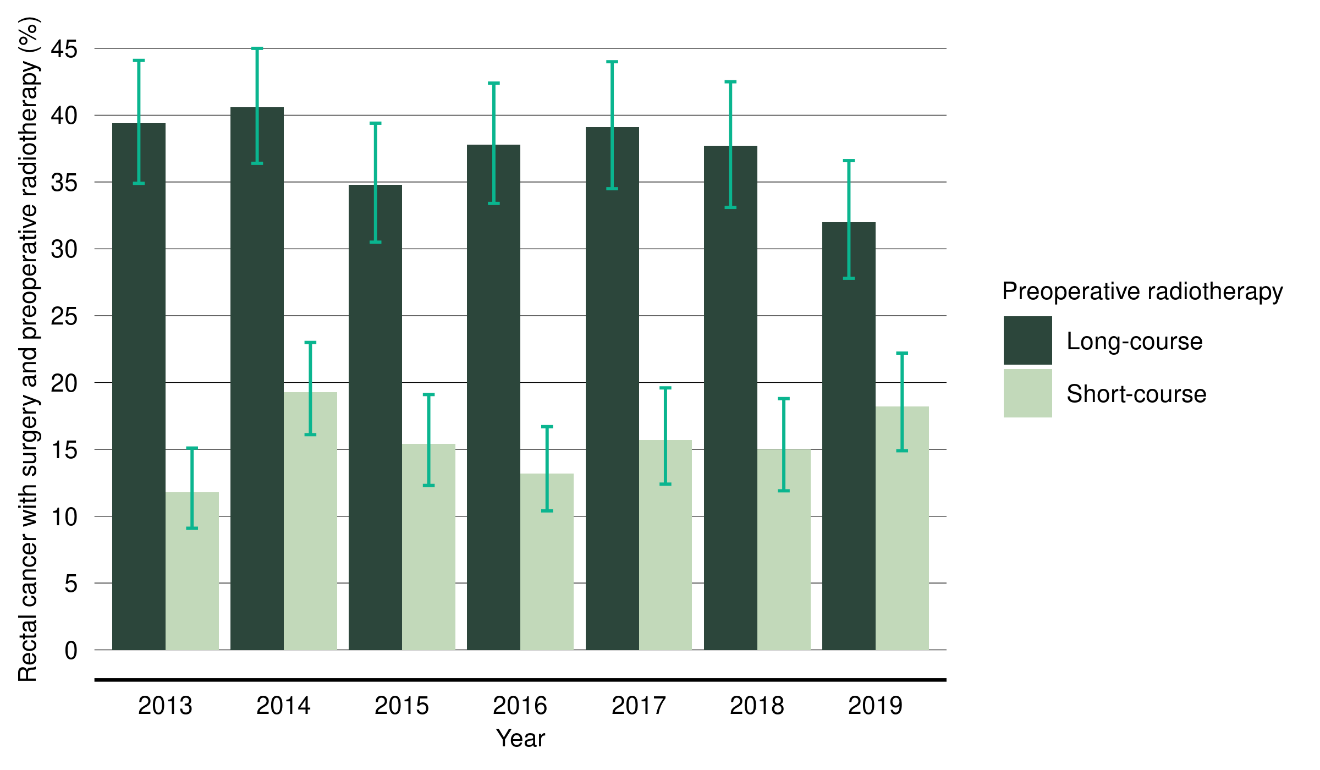 Rectal cancer with surgery and preoperative radiotherapy (%)
45
40
35
30
25
20
15
10
5
0
2013 2014 2015 2016 2017 2018 2019
Year
Preoperative radiotherapy
Long-course
Short-course